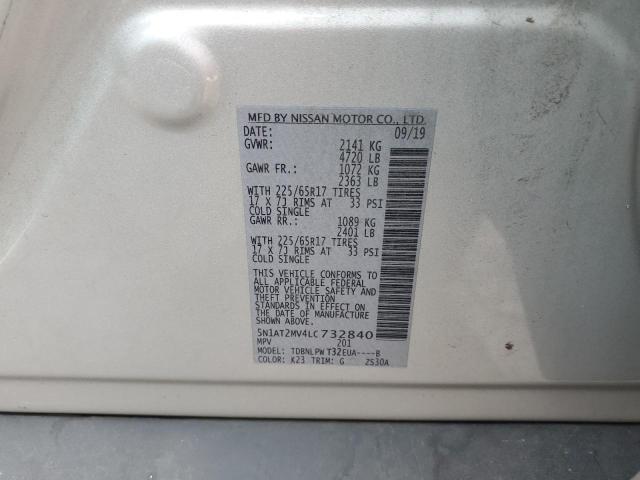 MFD BY NISSAN MOTOR CO., LTD.
DATE: 09/19
GVWR: 2141 KG
4720 LB
GAWR FR.: 1072 KG
2363 LB
WITH 225/65R17 TIRES
17 X 7J RIMS AT 33 PSI
COLD SINGLE
GAWR RR.: 1089 KG
2401 LB
WITH 225/65R17 TIRES
17 X 7J RIMS AT 33 PSI
COLD SINGLE
THIS VEHICLE CONFORMS TO
ALL APPLICABLE FEDERAL
MOTOR VEHICLE SAFETY AND
THEFT PREVENTION
STANDARDS IN EFFECT ON
THE DATE OF MANUFACTURE
SHOWN ABOVE.
5N1AT2MV4LC732840
MPV 201
MODEL: TDBNLPW T32EUA----B
COLOR: K23 TRIM: G 2S30A